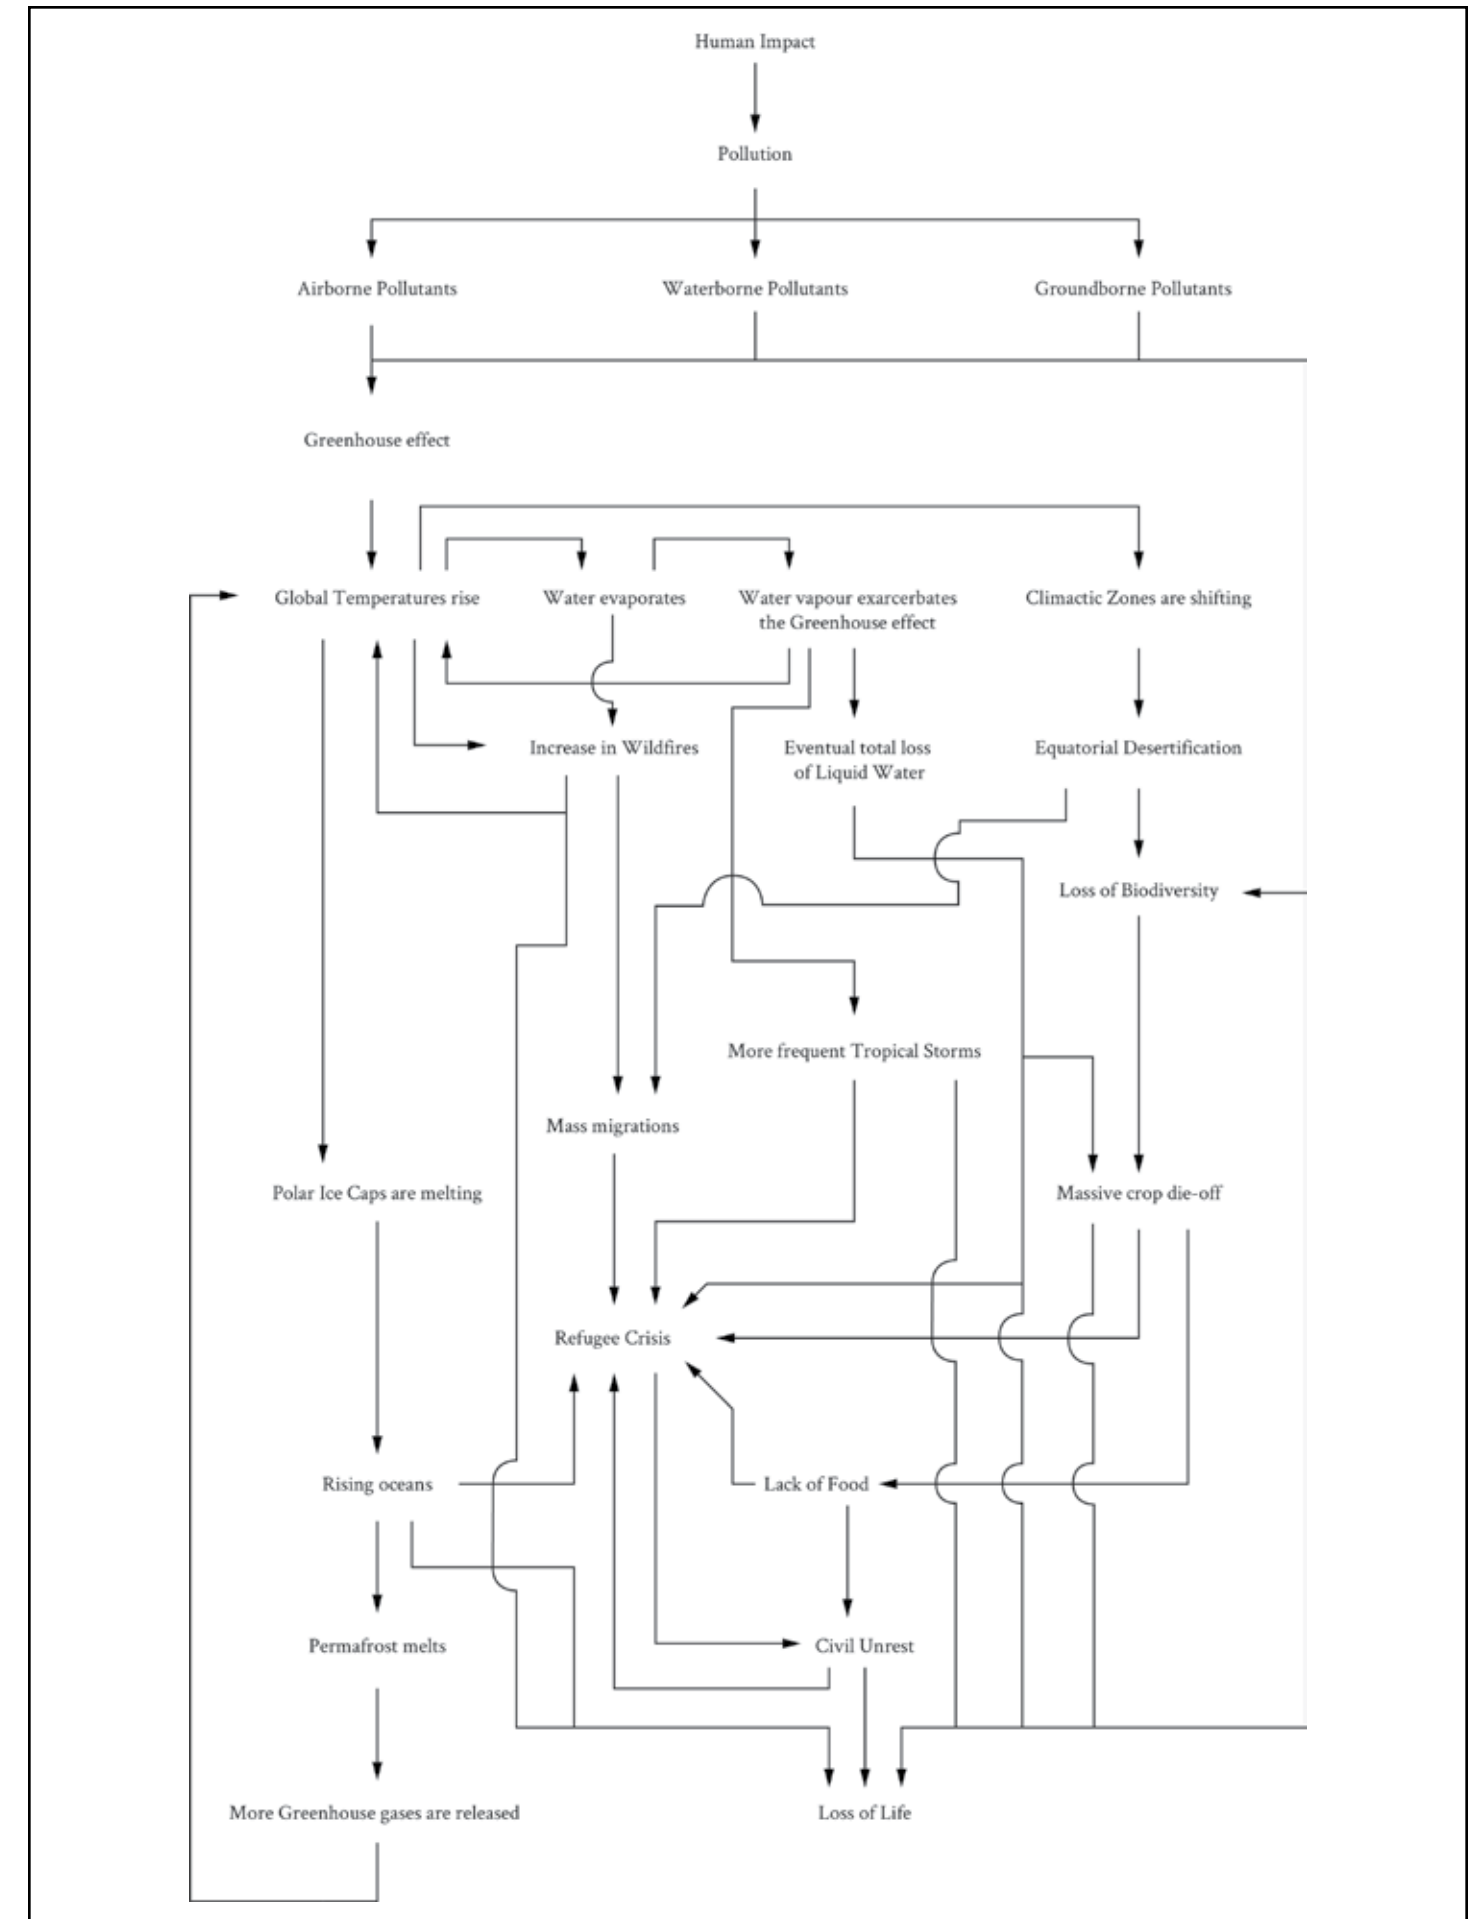 Human Impact
Pollution
Airborne Pollutants
Waterborne Pollutants
Groundborne Pollutants
Greenhouse effect
Global Temperatures rise
Water evaporates
Water vapour exarcerbates
the Greenhouse effect
Climactic Zones are shifting
Increase in Wildfires
Eventual total loss
of Liquid Water
Equatorial Desertification
Loss of Biodiversity
More frequent Tropical Storms
Mass migrations
Polar Ice Caps are melting
Massive crop die-off
Refugee Crisis
Rising oceans
Lack of Food
Permafrost melts
Civil Unrest
More Greenhouse gases are released
Loss of Life